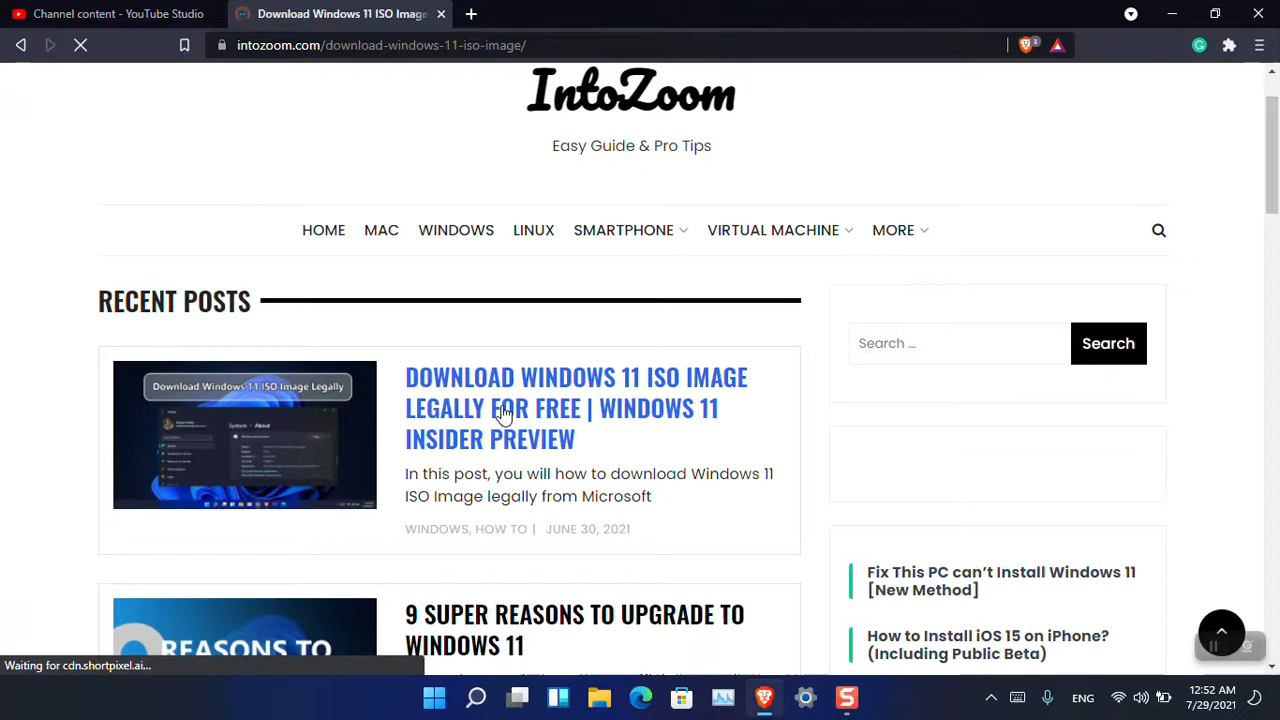 Channel content - YouTube Studio
Download Windows 11 ISO Image
intozoom.com/download-windows-11-iso-image/
3
IntoZoom
Easy Guide & Pro Tips
HOME MAC WINDOWS LINUX SMARTPHONE VIRTUAL MACHINE MORE
RECENT POSTS
Search …
Search
Download Windows 11 ISO Image Legally
System > About
DOWNLOAD WINDOWS 11 ISO IMAGE
LEGALLY FOR FREE | WINDOWS 11
INSIDER PREVIEW
In this post, you will how to download Windows 11
ISO Image legally from Microsoft
WINDOWS, HOW TO | JUNE 30, 2021
Fix This PC can’t Install Windows 11
[New Method]
How to Install iOS 15 on iPhone?
(Including Public Beta)
REASONS TO
9 SUPER REASONS TO UPGRADE TO
WINDOWS 11
Waiting for cdn.shortpixel.ai...
ENG
12:52 AM
7/29/2021